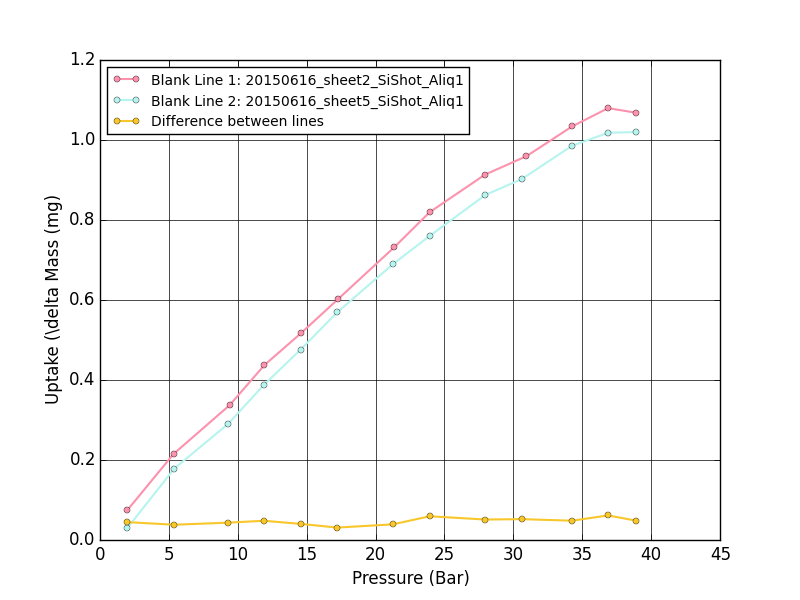 Blank Line 1: 20150616_sheet2_SiShot_Aliq1
Blank Line 2: 20150616_sheet5_SiShot_Aliq1
Difference between lines
1.2
1.0
0.8
0.6
0.4
0.2
0.0
Uptake (\delta Mass (mg)
0 5 10 15 20 25 30 35 40 45
Pressure (Bar)